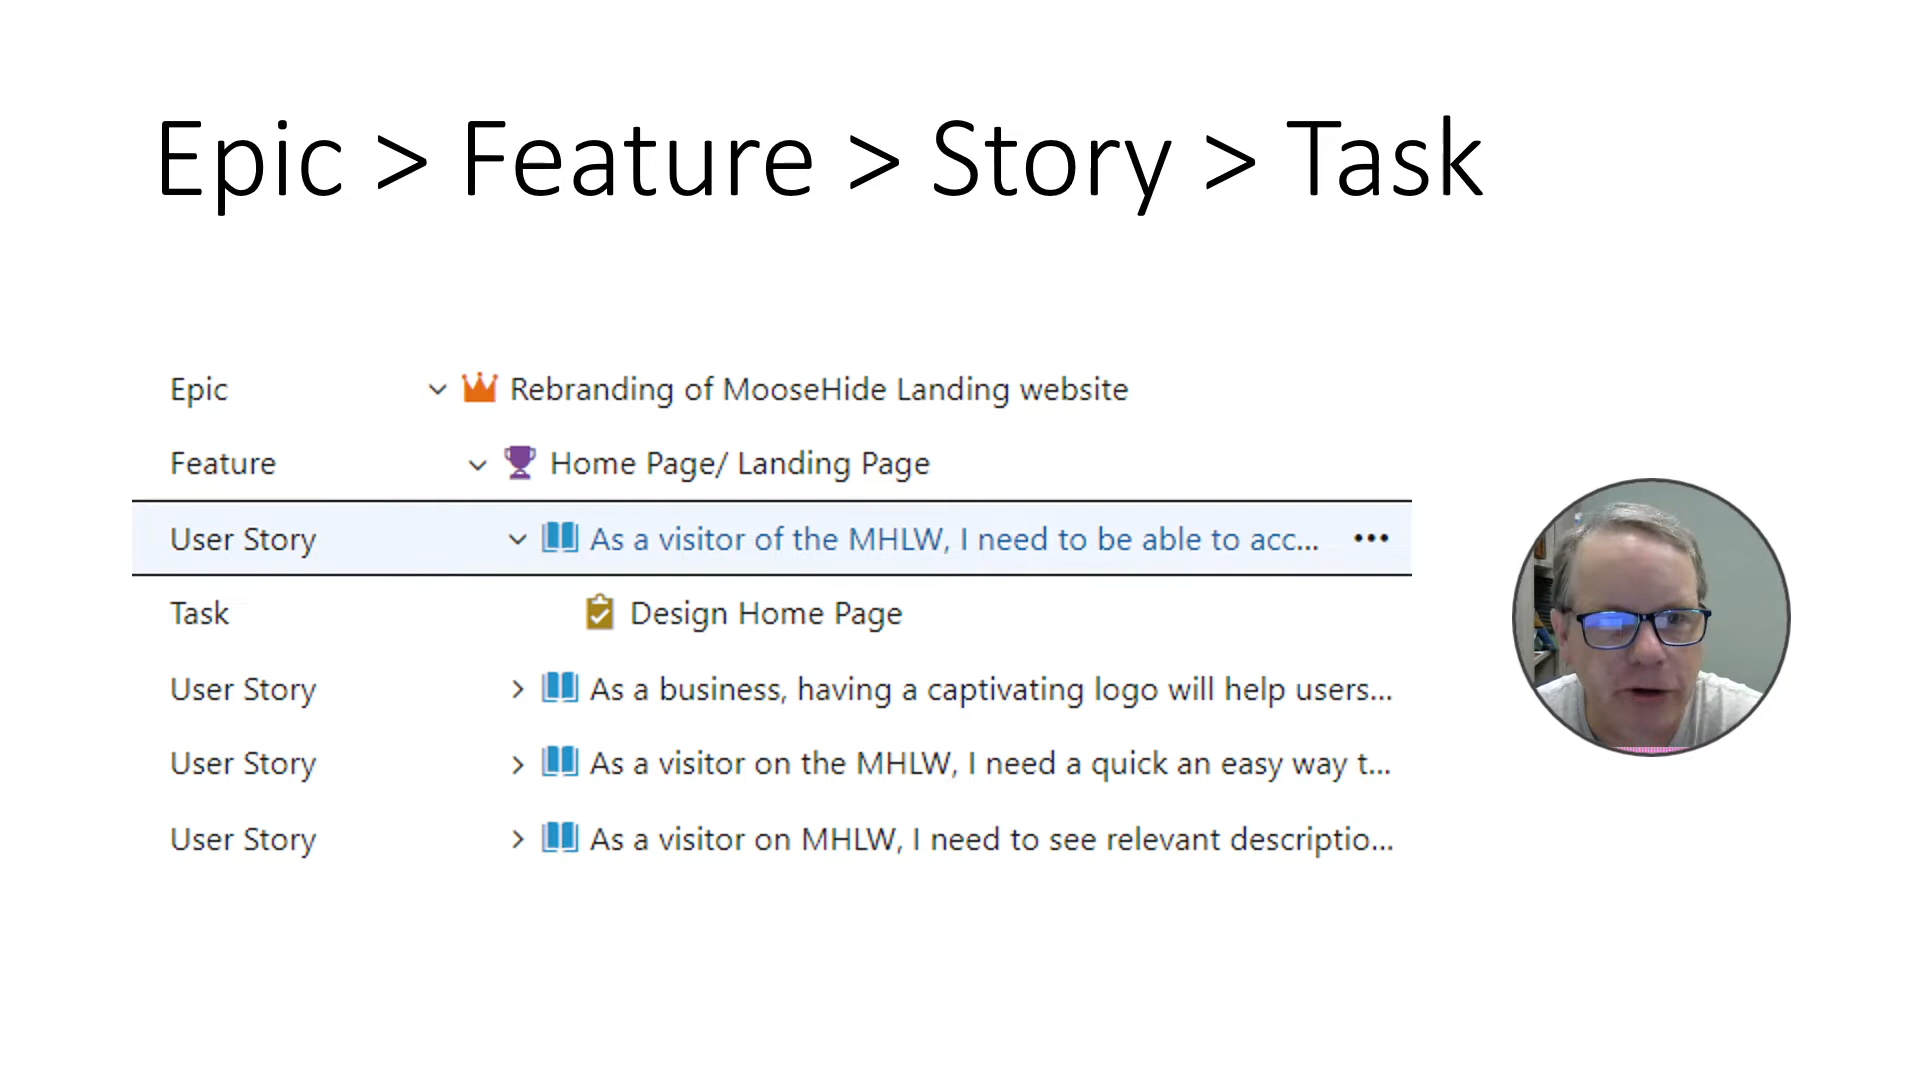 Epic > Feature > Story > Task
Epic Rebranding of MooseHide Landing website
Feature Home Page/ Landing Page
User Story As a visitor of the MHLW, I need to be able to acc... •••
Task Design Home Page
User Story As a business, having a captivating logo will help users...
User Story As a visitor on the MHLW, I need a quick an easy way t...
User Story As a visitor on MHLW, I need to see relevant descriptio...